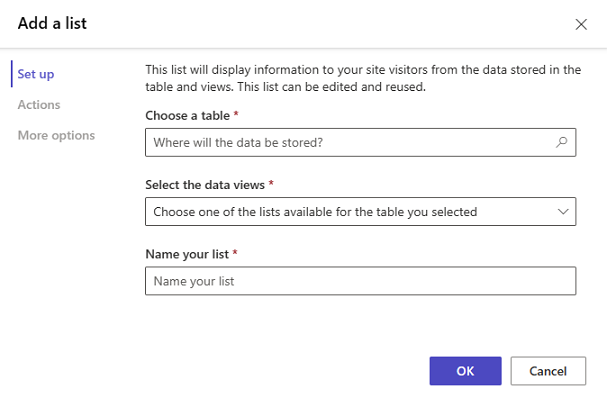 Add a list
Set up
Actions
More options
This list will display information to your site visitors from the data stored in the
table and views. This list can be edited and reused.
Choose a table *
Where will the data be stored?
Select the data views *
Choose one of the lists available for the table you selected
Name your list *
Name your list
OK
Cancel